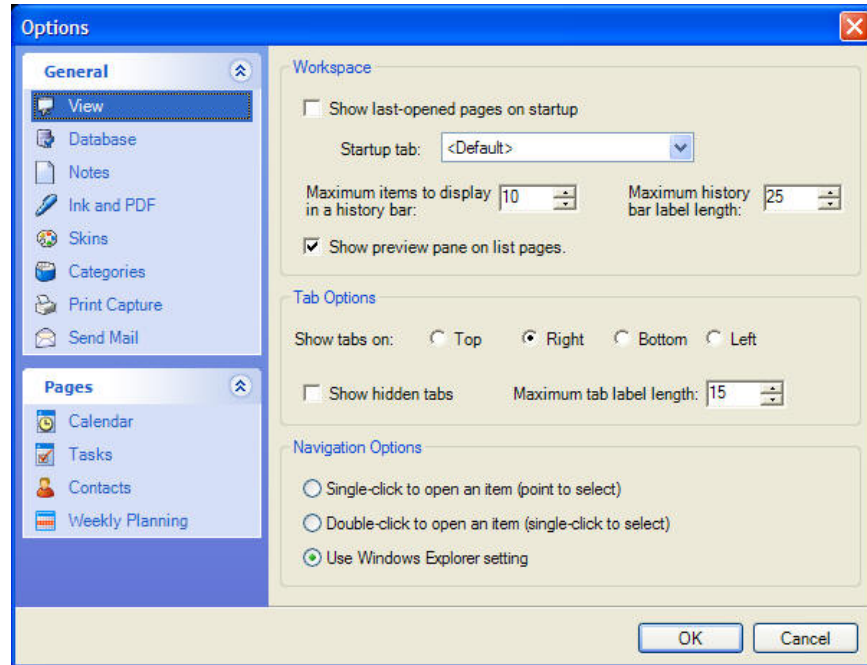 Options
General
View
Database
Notes
Ink and PDF
Skins
Categories
Print Capture
Send Mail
Pages
Calendar
Tasks
Contacts
Weekly Planning
Workspace
Show last-opened pages on startup
Startup tab: <Default>
Maximum items to display
in a history bar: 10
Maximum history
bar label length: 25
Show preview pane on list pages.
Tab Options
Show tabs on: Top Right Bottom Left
Show hidden tabs Maximum tab label length: 15
Navigation Options
Single-click to open an item (point to select)
Double-click to open an item (single-click to select)
Use Windows Explorer setting
OK Cancel